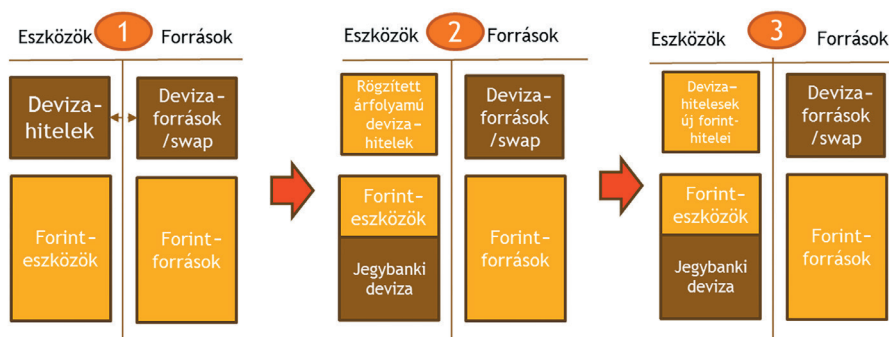 Eszközök 1 Források
Deviza-
hitelek
Deviza-
források
/swap
Forint-
eszközök
Forint-
források
Eszközök 2 Források
Rögzített
árfolyamú
deviza-
hitelek
Deviza-
források
/swap
Forint-
eszközök
Jegybanki
deviza
Forint-
források
Eszközök 3 Források
Deviza-
hitelesek
új forint-
hitelei
Deviza-
források
/swap
Forint-
eszközök
Jegybanki
deviza
Forint-
források